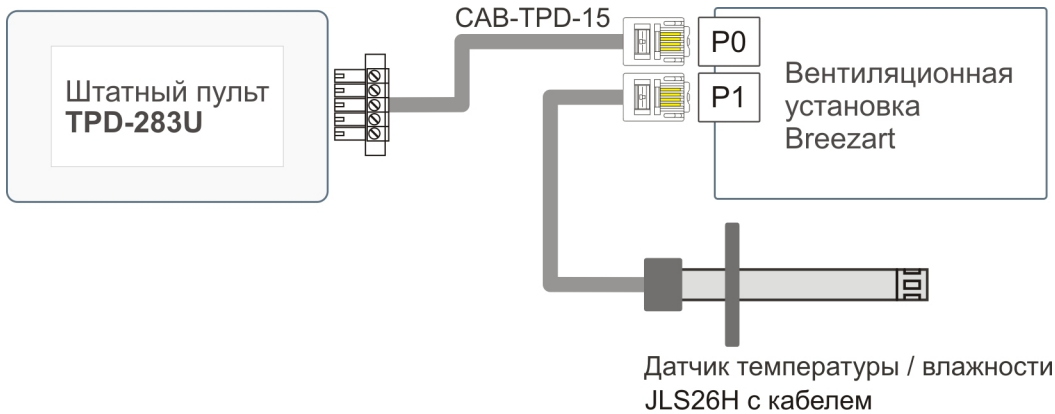 CAB-TPD-15
Штатный пульт
TPD-283U
P0
P1
Вентиляционная
установка
Breezart
Датчик температуры / влажности
JLS26H с кабелем